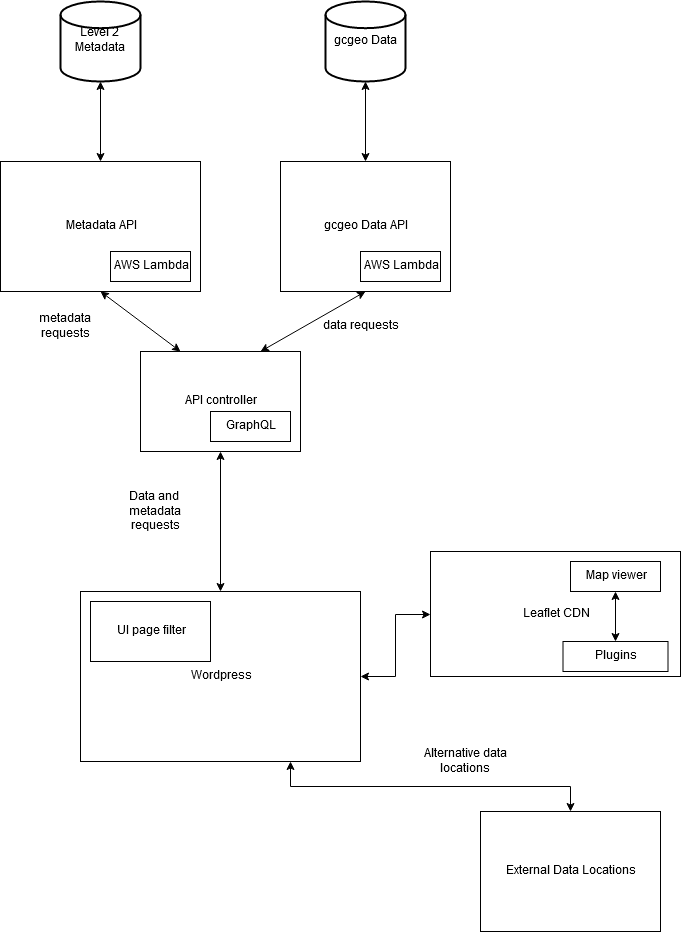 Level 2
Metadata
gcgeo Data
Metadata API
AWS Lambda
gcgeo Data API
AWS Lambda
metadata
requests
data requests
API controller
GraphQL
Data and
metadata
requests
Map viewer
Leaflet CDN
Plugins
UI page filter
Wordpress
Alternative data
locations
External Data Locations